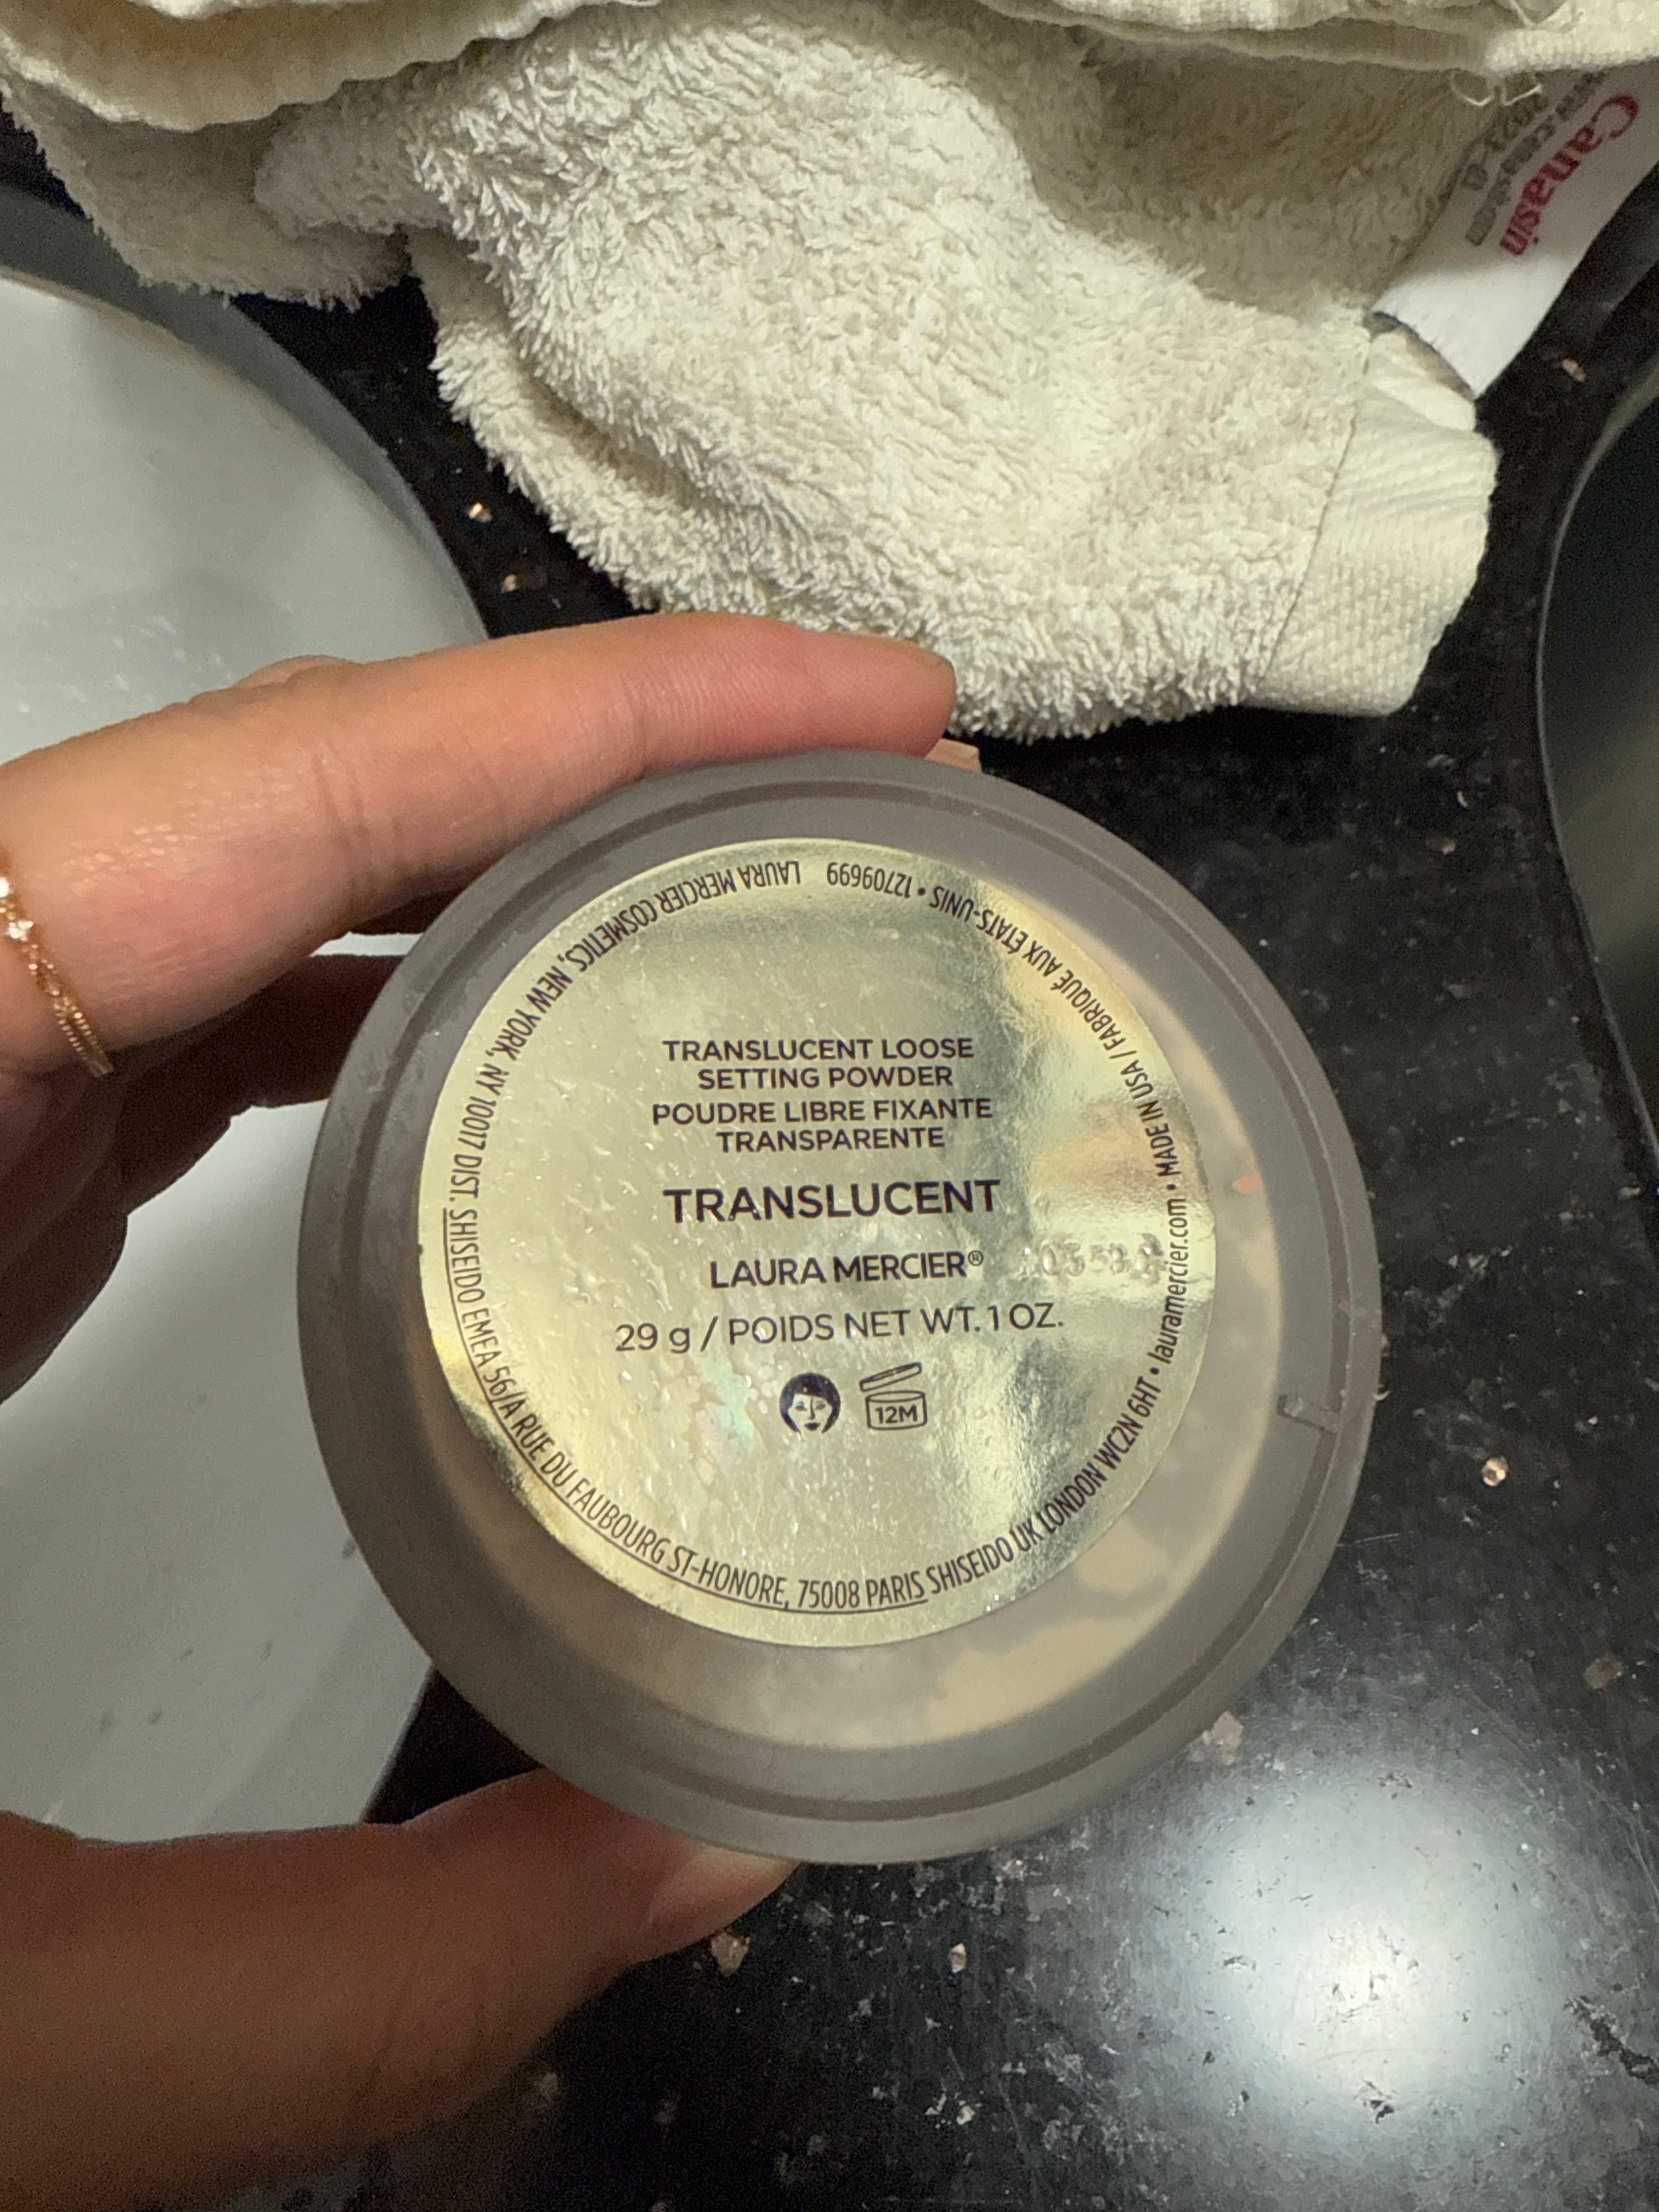 TRANSLUCENT LOOSE
SETTING POWDER
POUDRE LIBRE FIXANTE
TRANSPARENTE
TRANSLUCENT
LAURA MERCIER®
29 g / POIDS NET WT. 1 OZ.
12M
LAURA MERCIER COSMETICS, NEW YORK, NY 10017 DIST. SHISEIDO EMEA 56/A RUE DU FAUBOURG ST-HONORE, 75008 PARIS SHISEIDO UK LONDON WC2N 6HT • lauramercier.com • MADE IN USA / FABRIQUÉ AUX ÉTATS-UNIS • 12709699
Canasin